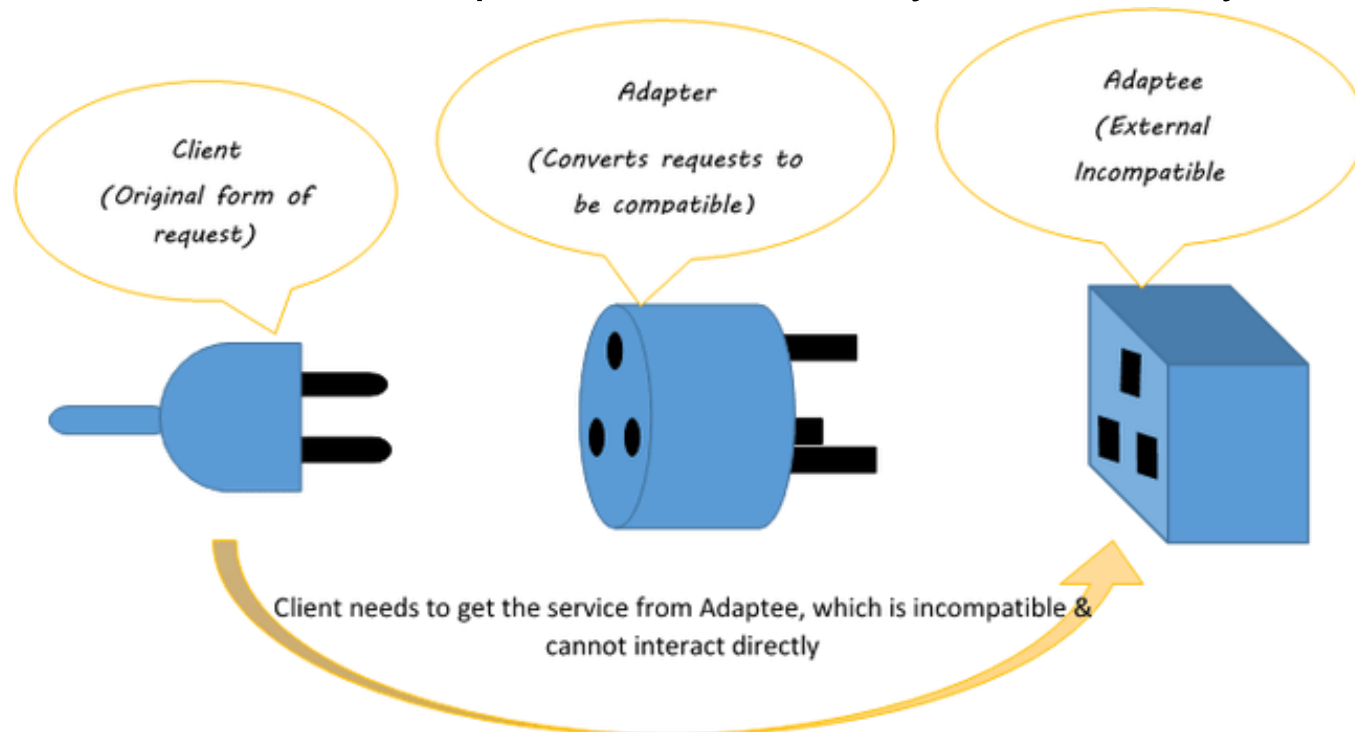 Client
(Original form of
request)
Adapter
(Converts requests to
be compatible)
Adaptee
(External
Incompatible
Client needs to get the service from Adaptee, which is incompatible &
cannot interact directly